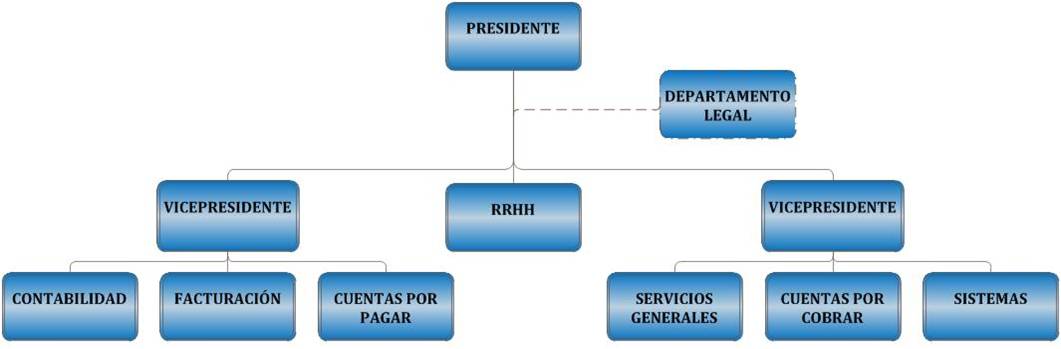 PRESIDENTE
DEPARTAMENTO
LEGAL
VICEPRESIDENTE
RRHH
VICEPRESIDENTE
CONTABILIDAD
FACTURACIÓN
CUENTAS POR
PAGAR
SERVICIOS
GENERALES
CUENTAS POR
COBRAR
SISTEMAS